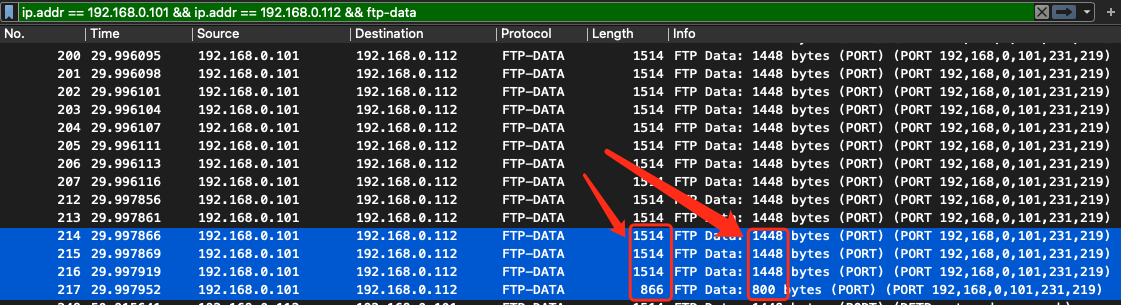 ip.addr == 192.168.0.101 && ip.addr == 192.168.0.112 && ftp-data
No. Time Source Destination Protocol Length Info
200 29.996095 192.168.0.101 192.168.0.112 FTP-DATA 1514 FTP Data: 1448 bytes (PORT) (PORT 192,168,0,101,231,219)
201 29.996098 192.168.0.101 192.168.0.112 FTP-DATA 1514 FTP Data: 1448 bytes (PORT) (PORT 192,168,0,101,231,219)
202 29.996101 192.168.0.101 192.168.0.112 FTP-DATA 1514 FTP Data: 1448 bytes (PORT) (PORT 192,168,0,101,231,219)
203 29.996104 192.168.0.101 192.168.0.112 FTP-DATA 1514 FTP Data: 1448 bytes (PORT) (PORT 192,168,0,101,231,219)
204 29.996107 192.168.0.101 192.168.0.112 FTP-DATA 1514 FTP Data: 1448 bytes (PORT) (PORT 192,168,0,101,231,219)
205 29.996111 192.168.0.101 192.168.0.112 FTP-DATA 1514 FTP Data: 1448 bytes (PORT) (PORT 192,168,0,101,231,219)
206 29.996113 192.168.0.101 192.168.0.112 FTP-DATA 1514 FTP Data: 1448 bytes (PORT) (PORT 192,168,0,101,231,219)
207 29.996116 192.168.0.101 192.168.0.112 FTP-DATA 1514 FTP Data: 1448 bytes (PORT) (PORT 192,168,0,101,231,219)
212 29.997856 192.168.0.101 192.168.0.112 FTP-DATA 1514 FTP Data: 1448 bytes (PORT) (PORT 192,168,0,101,231,219)
213 29.997861 192.168.0.101 192.168.0.112 FTP-DATA 1514 FTP Data: 1448 bytes (PORT) (PORT 192,168,0,101,231,219)
214 29.997866 192.168.0.101 192.168.0.112 FTP-DATA 1514 FTP Data: 1448 bytes (PORT) (PORT 192,168,0,101,231,219)
215 29.997869 192.168.0.101 192.168.0.112 FTP-DATA 1514 FTP Data: 1448 bytes (PORT) (PORT 192,168,0,101,231,219)
216 29.997919 192.168.0.101 192.168.0.112 FTP-DATA 1514 FTP Data: 1448 bytes (PORT) (PORT 192,168,0,101,231,219)
217 29.997952 192.168.0.101 192.168.0.112 FTP-DATA 866 FTP Data: 800 bytes (PORT) (PORT 192,168,0,101,231,219)